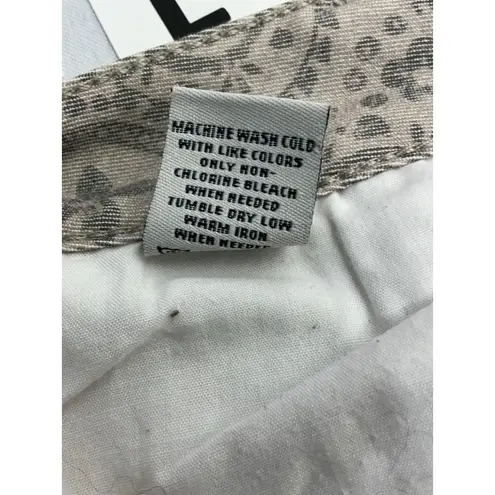 MACHINE WASH COLD
WITH LIKE COLORS
ONLY NON-
CHLORINE BLEACH
WHEN NEEDED
TUMBLE DRY LOW
WARM IRON
WHEN NEEDED